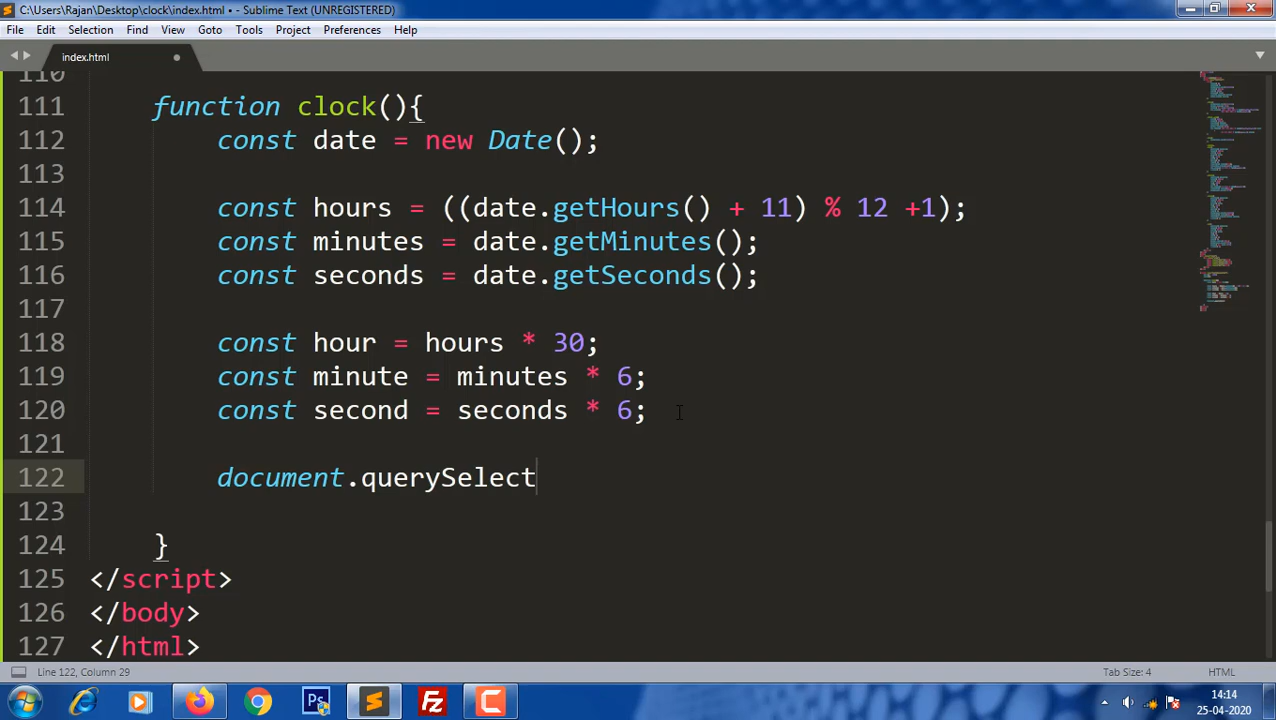 C:\Users\Rajan\Desktop\clock\index.html • - Sublime Text (UNREGISTERED)
File Edit Selection Find View Goto Tools Project Preferences Help
index.html
110
111 function clock(){
112 const date = new Date();
113
114 const hours = ((date.getHours() + 11) % 12 +1);
115 const minutes = date.getMinutes();
116 const seconds = date.getSeconds();
117
118 const hour = hours * 30;
119 const minute = minutes * 6;
120 const second = seconds * 6;
121
122 document.querySelect
123
124 }
125 </script>
126 </body>
127 </html>
Line 122, Column 29 Tab Size: 4 HTML
14:14
25-04-2020